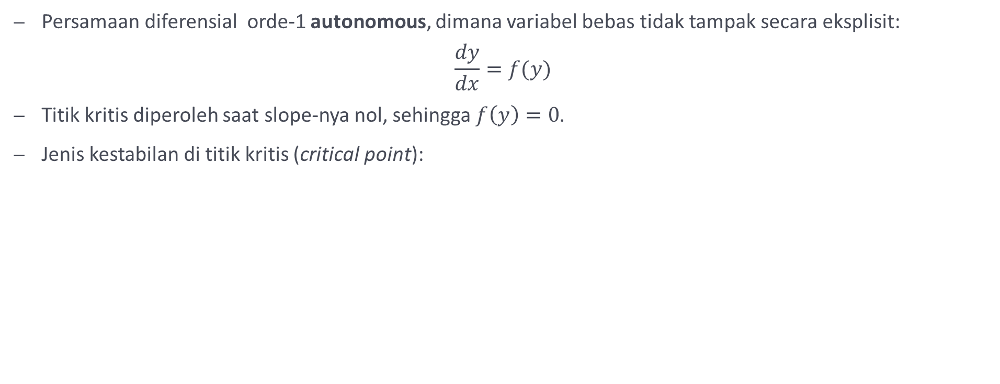 – Persamaan diferensial orde-1 autonomous, dimana variabel bebas tidak tampak secara eksplisit:
dy/dx = f(y)
– Titik kritis diperoleh saat slope-nya nol, sehingga f(y) = 0.
– Jenis kestabilan di titik kritis (critical point):